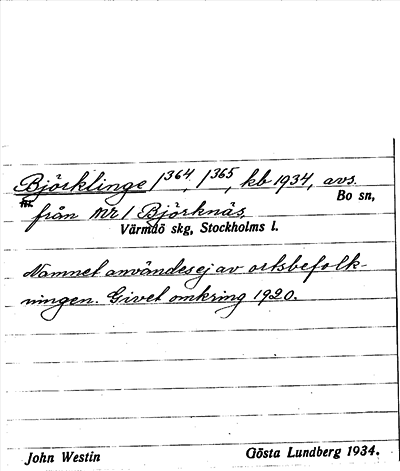 Björklinge 1364, 1365, kb 1934, avs.
Bo sn,
från Mr 1 Björknäs.
Värmdö skg, Stockholms l.
Namnet användes ej av ortsbefolk-
ningen. Givet omkring 1920.
John Westin
Gösta Lundberg 1934.